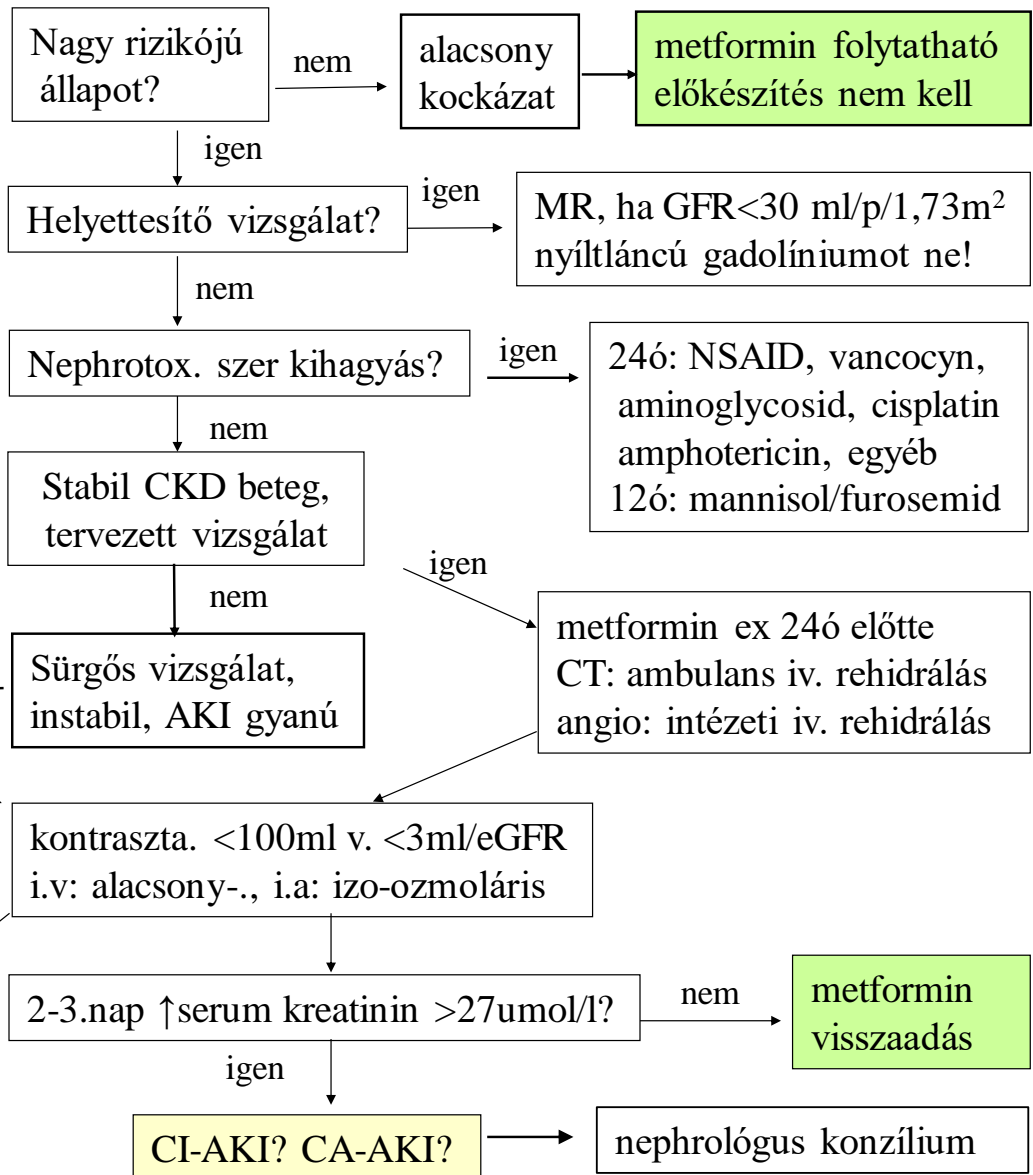 Nagy rizikójú
állapot?
nem
alacsony
kockázat
metformin folytatható
előkészítés nem kell
igen
Helyettesítő vizsgálat?
igen
MR, ha GFR<30 ml/p/1,73m²
nyíltláncú gadolíniumot ne!
nem
Nephrotox. szer kihagyás?
igen
24ó: NSAID, vancocyn,
aminoglycosid, cisplatin
amphotericin, egyéb
12ó: mannisol/furosemid
nem
Stabil CKD beteg,
tervezett vizsgálat
igen
nem
metformin ex 24ó előtte
CT: ambulans iv. rehidrálás
angio: intézeti iv. rehidrálás
Sürgős vizsgálat,
instabil, AKI gyanú
kontraszta. <100ml v. <3ml/eGFR
i.v: alacsony-., i.a: izo-ozmoláris
2-3.nap ↑serum kreatinin >27umol/l?
nem
metformin
visszaadás
igen
CI-AKI? CA-AKI?
nephrológus konzílium